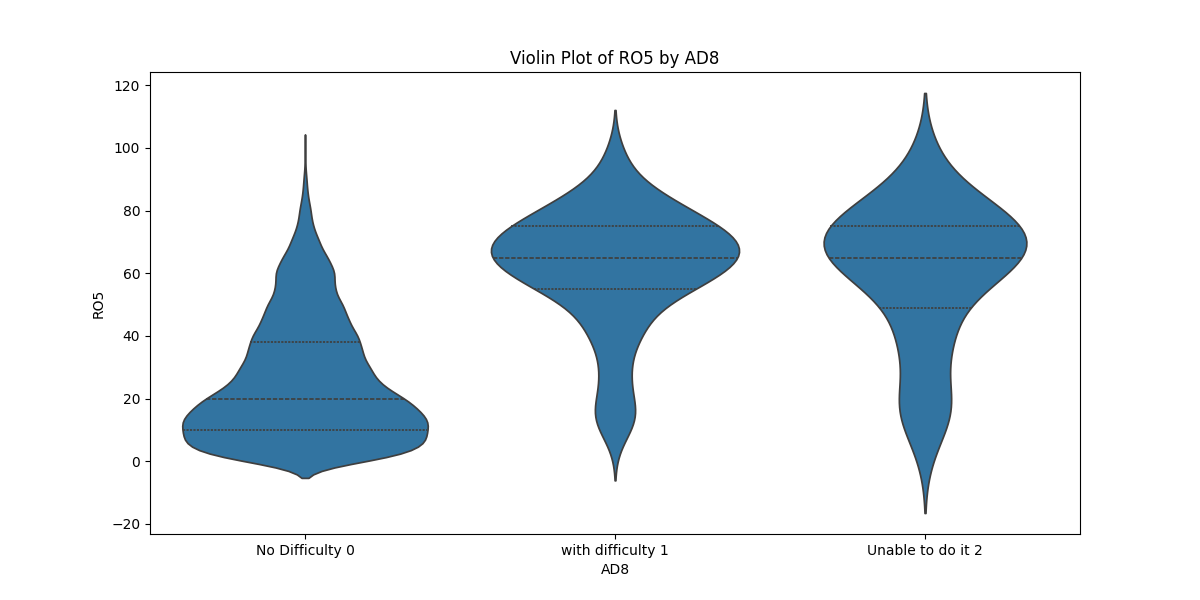 Violin Plot of RO5 by AD8
120
100
80
60
40
20
0
−20
RO5
No Difficulty 0
with difficulty 1
Unable to do it 2
AD8